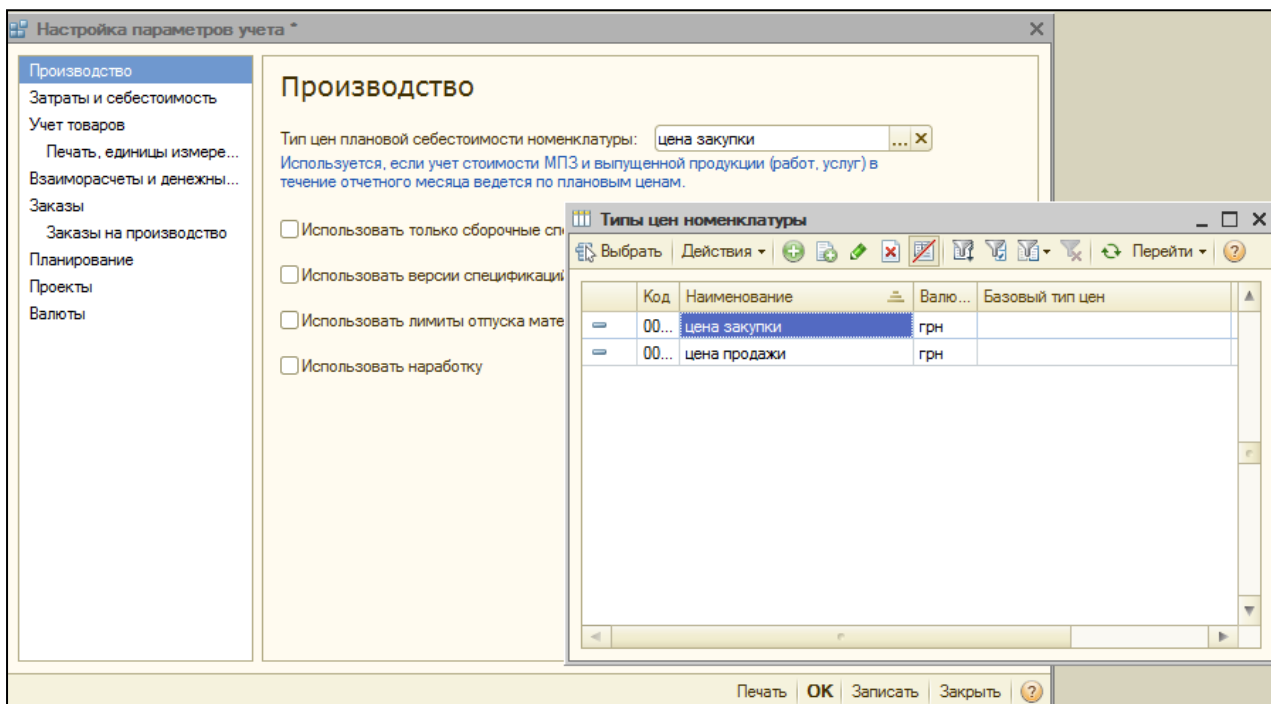 Настройка параметров учета *
Производство
Затраты и себестоимость
Учет товаров
Печать, единицы измере...
Взаиморасчеты и денежны...
Заказы
Заказы на производство
Планирование
Проекты
Валюты
Производство
Тип цен плановой себестоимости номенклатуры: цена закупки ...
Используется, если учет стоимости МПЗ и выпущенной продукции (работ, услуг) в
течение отчетного месяца ведется по плановым ценам.
Использовать только сборочные
Использовать версии спецификаций
Использовать лимиты отпуска
Использовать наработку
Типы цен номенклатуры
Выбрать Действия Перейти ?
Код Наименование Валю... Базовый тип цен
00... цена закупки грн
00... цена продажи грн
Печать OK Записать Закрыть ?